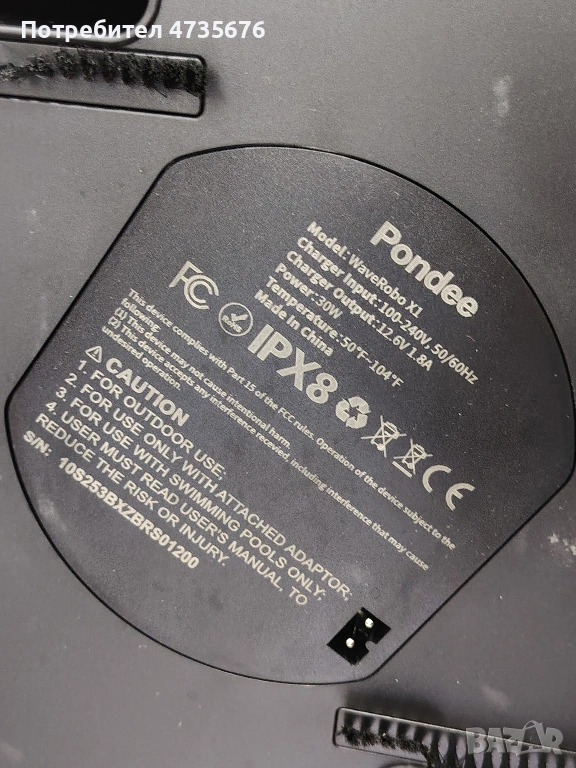 Потребител 4735676
Pondee
Model: WaveRobo X1
Charger Input: 100-240V, 50/60Hz
Charger Output: 12.6V1.8A
Power: 30W
Temperature: 50°F-104°F
Made In China
FC
RoHS
IPX8
CE
This device complies with Part 15 of the FCC rules. Operation of the device subject to the
following:
(1) This device may not cause intentional harm.
(2) This device accepts any interference recevied, including interference that may cause
undesired operation.
CAUTION
1. FOR OUTDOOR USE;
2. FOR USE ONLY WITH ATTACHED ADAPTOR;
3. FOR USE WITH SWIMMING POOLS ONLY;
4. USER MUST READ USER'S MANUAL, TO
REDUCE THE RISK OR INJURY.
S/N: 10S253BXZBRS01200
BAZAR